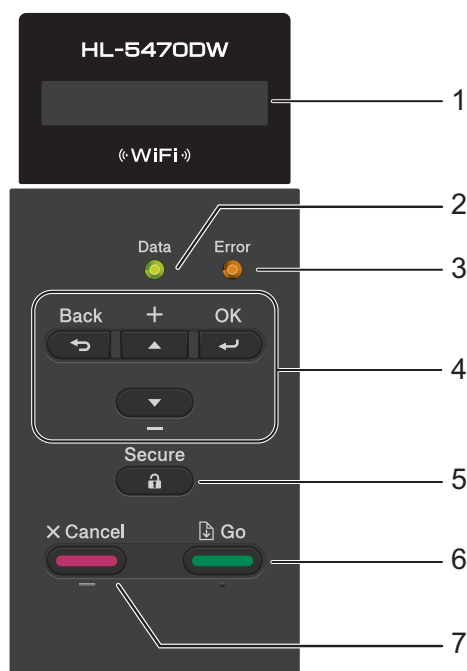 HL-5470DW
1
WiFi
2
Data Error
3
Back + OK
4
−
Secure
5
× Cancel Go
6
7